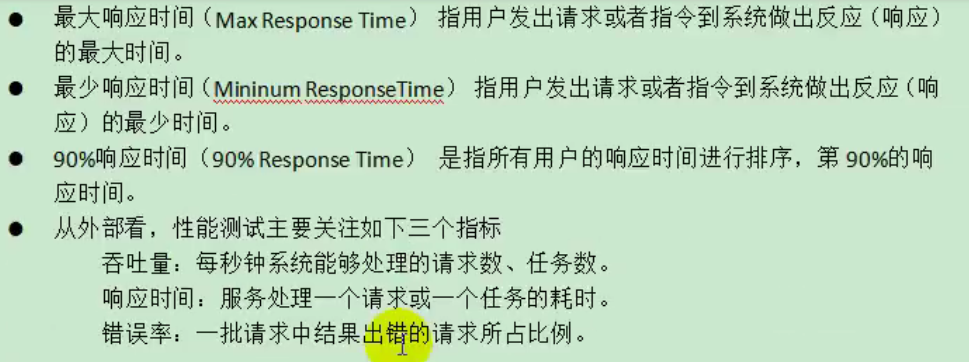 ● 最大响应时间（Max Response Time） 指用户发出请求或者指令到系统做出反应（响应）
的最大时间。
● 最少响应时间（Mininum ResponseTime） 指用户发出请求或者指令到系统做出反应（响
应）的最少时间。
● 90%响应时间（90% Response Time） 是指所有用户的响应时间进行排序，第 90%的响
应时间。
● 从外部看，性能测试主要关注如下三个指标
吞吐量：每秒钟系统能够处理的请求数、任务数。
响应时间：服务处理一个请求或一个任务的耗时。
错误率：一批请求中结果出错的请求所占比例。